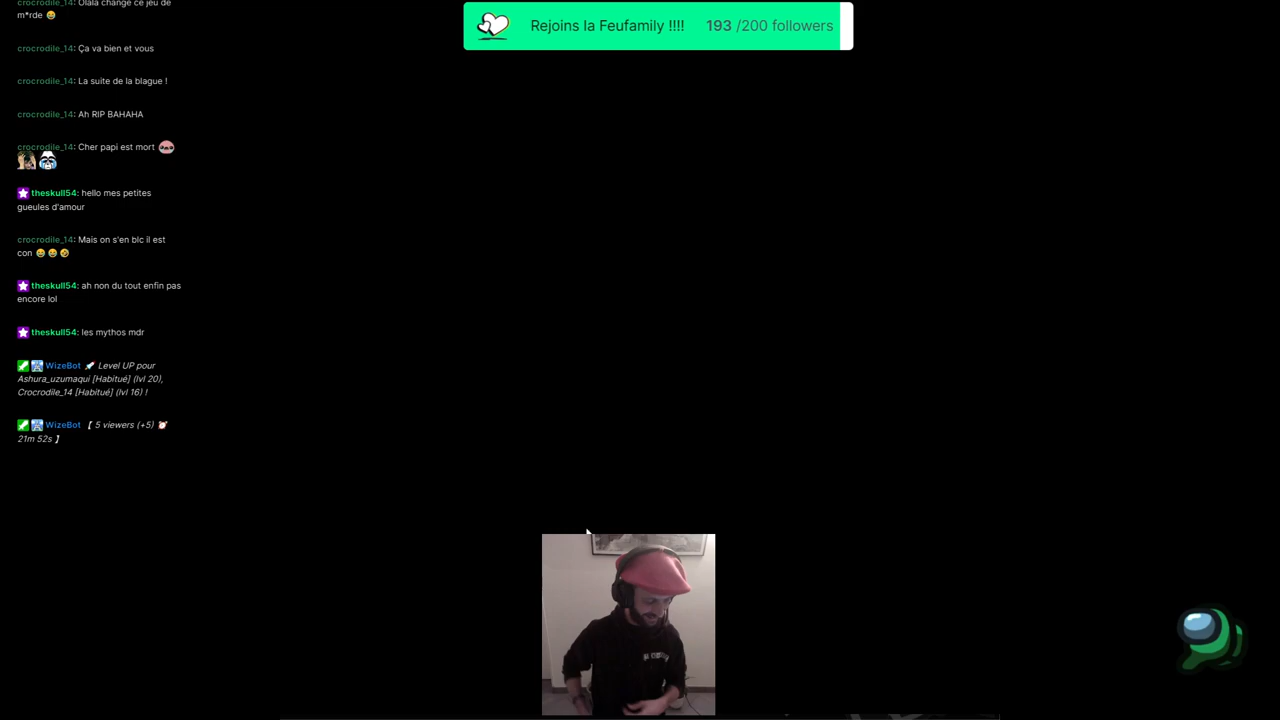 crocrodile_14: Olala change ce jeu de
m*rde 😂
crocrodile_14: Ça va bien et vous
crocrodile_14: La suite de la blague !
crocrodile_14: Ah RIP BAHAHA
crocrodile_14: Cher papi est mort
theskull54: hello mes petites
gueules d'amour
crocrodile_14: Mais on s'en blc il est
con 😂 😂 🤣
theskull54: ah non du tout enfin pas
encore lol
theskull54: les mythos mdr
WizeBot 🚀 Level UP pour
Ashura_uzumaqui [Habitué] (lvl 20),
Crocrodile_14 [Habitué] (lvl 16) !
WizeBot 【 5 viewers (+5) ⏰
21m 52s 】
Rejoins la Feufamily !!!! 193 /200 followers